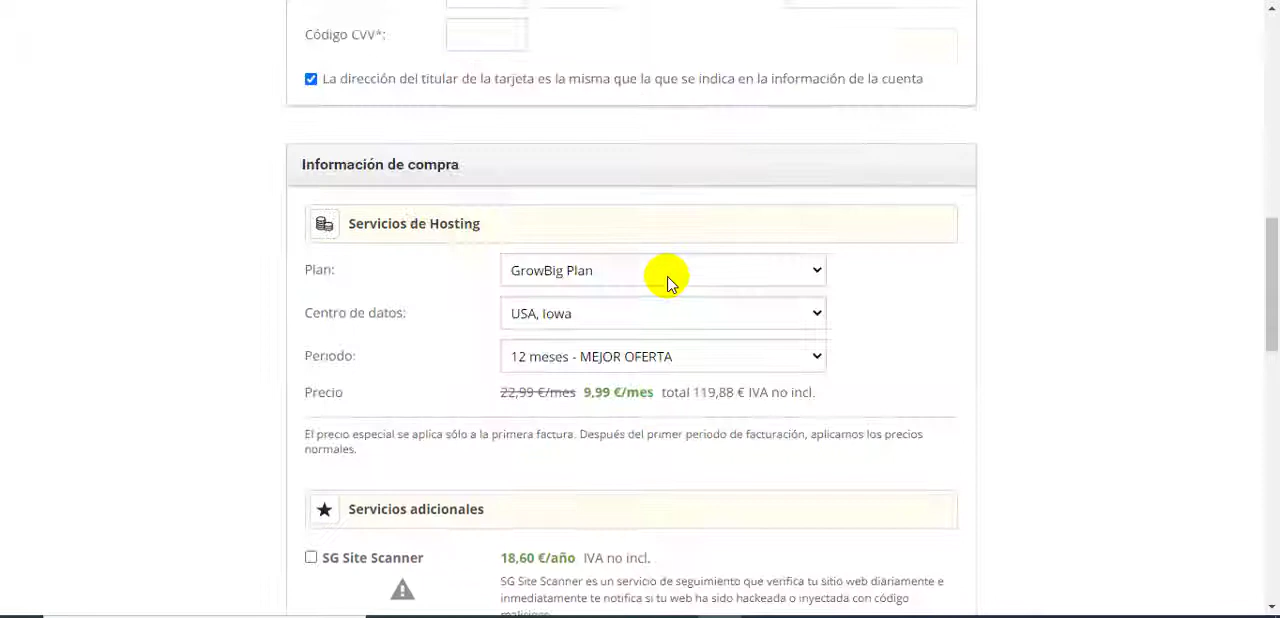 Código CVV*:
La dirección del titular de la tarjeta es la misma que la que se indica en la información de la cuenta
Información de compra
Servicios de Hosting
Plan: GrowBig Plan
Centro de datos: USA, Iowa
Periodo: 12 meses - MEJOR OFERTA
Precio 22,99 €/mes 9,99 €/mes total 119,88 € IVA no incl.
El precio especial se aplica sólo a la primera factura. Después del primer periodo de facturación, aplicamos los precios
normales.
Servicios adicionales
SG Site Scanner 18,60 €/año IVA no incl.
SG Site Scanner es un servicio de seguimiento que verifica tu sitio web diariamente e
inmediatamente te notifica si tu web ha sido hackeada o inyectada con código